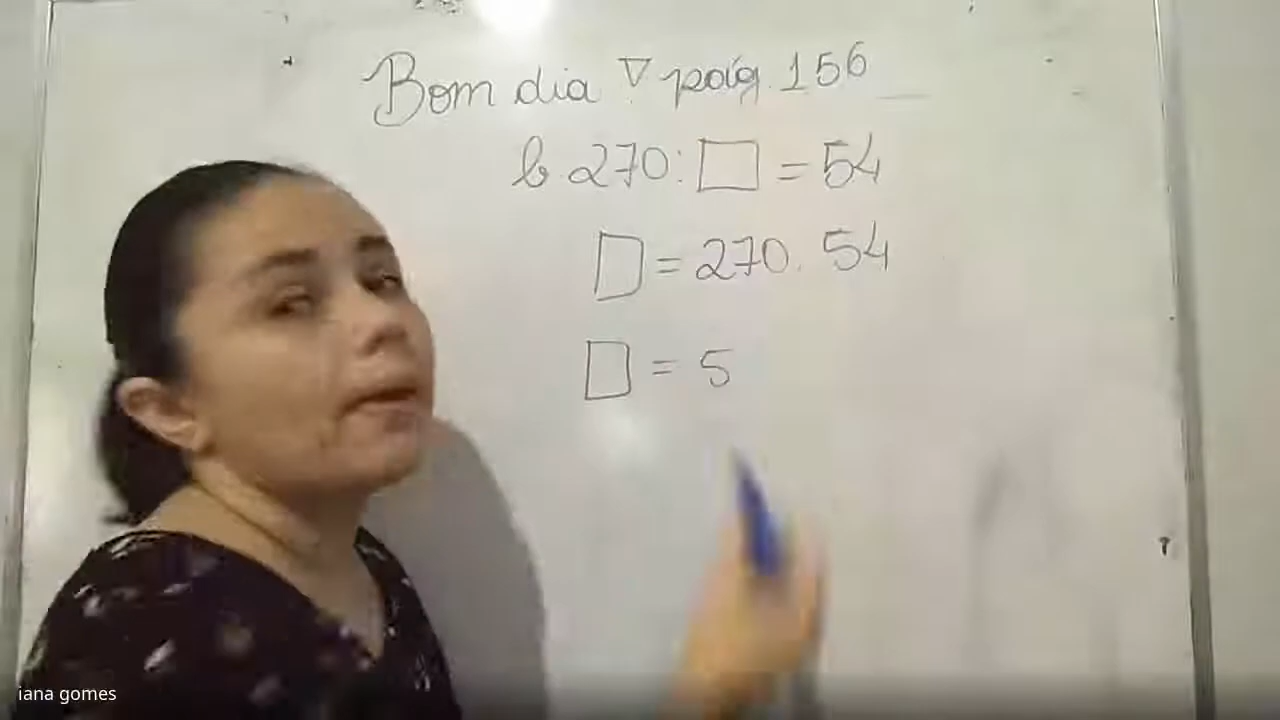 Bom dia ▽ pág. 156
b 270: □ = 54
□ = 270. 54
□ = 5
iana gomes